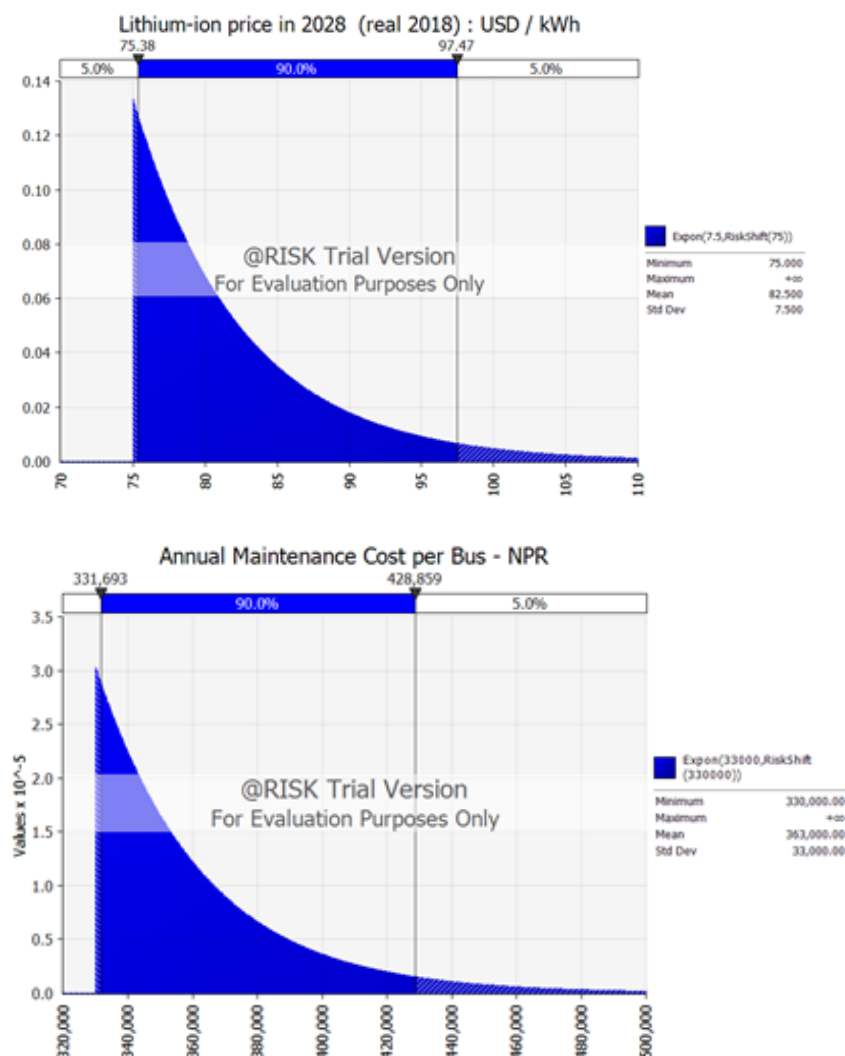 Lithium-ion price in 2028 (real 2018) : USD / kWh
75.38 97.47
5.0% 90.0% 5.0%
0.14
0.12
0.10
0.08
0.06
0.04
0.02
0.00
70 75 80 85 90 95 100 105 110
@RISK Trial Version
For Evaluation Purposes Only
Expon(7.5,RiskShift(75))
Minimum 75.000
Maximum +∞
Mean 82.500
Std Dev 7.500
Annual Maintenance Cost per Bus - NPR
331,693 428,859
90.0% 5.0%
Values x 10^-5
3.5
3.0
2.5
2.0
1.5
1.0
0.5
0.0
320,000 340,000 360,000 380,000 400,000 420,000 440,000 460,000 480,000 500,000
@RISK Trial Version
For Evaluation Purposes Only
Expon(33000,RiskShift
(330000))
Minimum 330,000.00
Maximum +∞
Mean 363,000.00
Std Dev 33,000.00